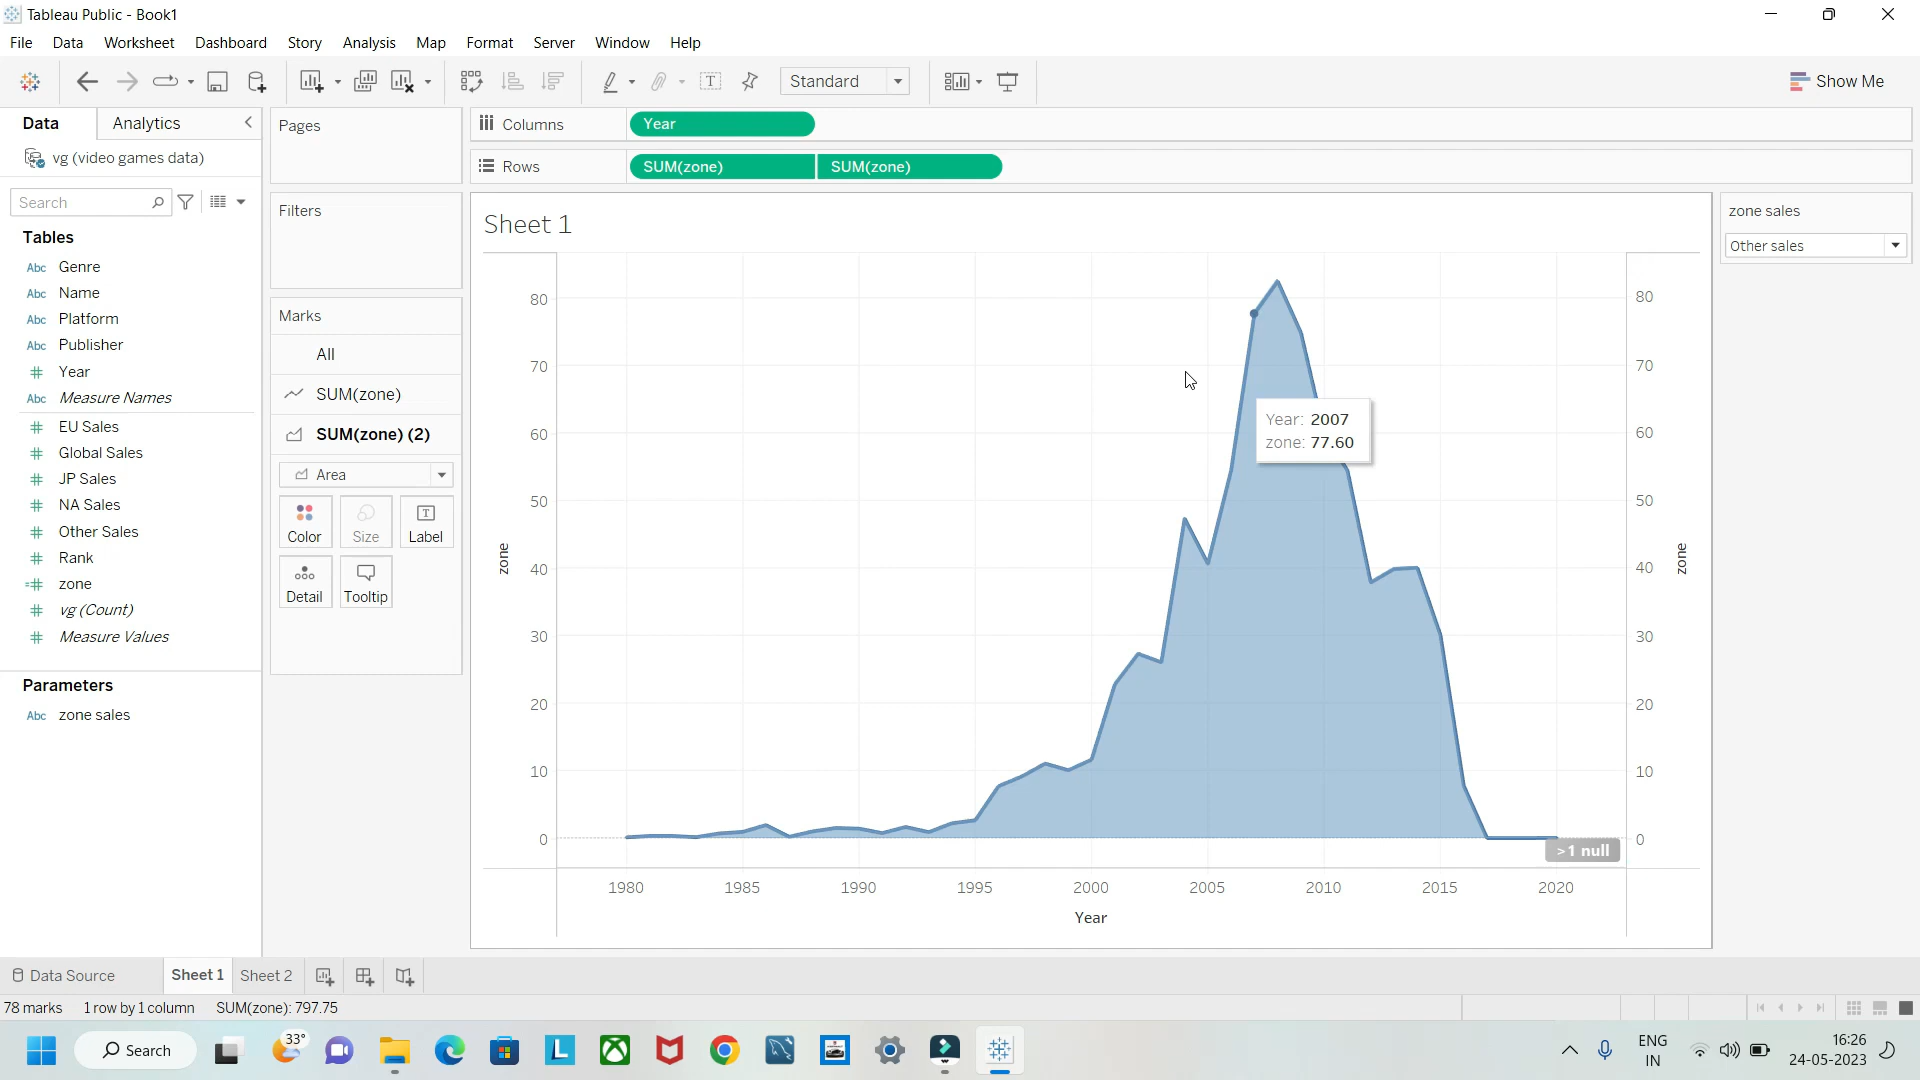 Tableau Public - Book1
File Data Worksheet Dashboard Story Analysis Map Format Server Window Help
Standard
Show Me
Data Analytics
vg (video games data)
Search
Tables
Abc Genre
Abc Name
Abc Platform
Abc Publisher
# Year
Abc Measure Names
# EU Sales
# Global Sales
# JP Sales
# NA Sales
# Other Sales
# Rank
=# zone
# vg (Count)
# Measure Values
Parameters
Abc zone sales
Pages
Filters
Marks
All
SUM(zone)
SUM(zone) (2)
Area
Color Size Label
Detail Tooltip
Columns Year
Rows SUM(zone) SUM(zone)
Sheet 1
80
70
60
50
40
30
20
10
0
zone
Year: 2007
zone: 77.60
80
70
60
50
40
30
20
10
0
zone
>1 null
1980 1985 1990 1995 2000 2005 2010 2015 2020
Year
zone sales
Other sales
Data Source Sheet 1 Sheet 2
78 marks 1 row by 1 column SUM(zone): 797.75
Search
33°
ENG
IN
16:26
24-05-2023